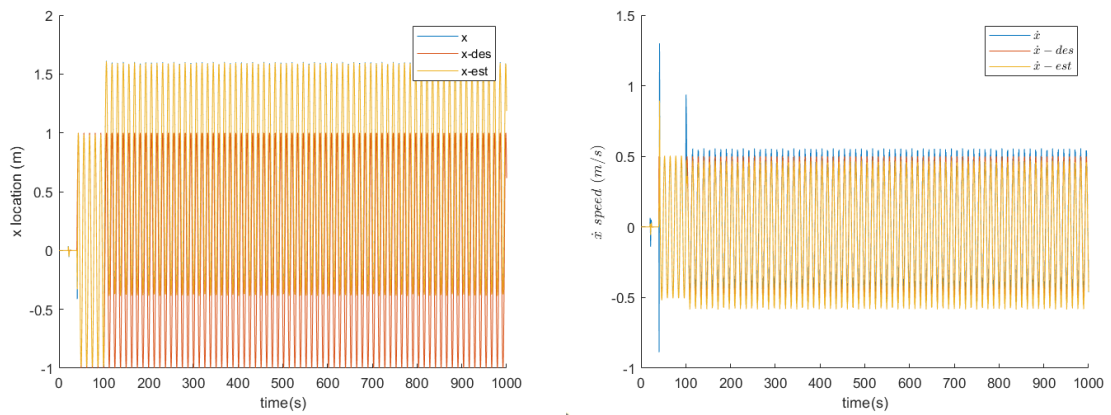 2
1.5
1
0.5
0
-0.5
-1
x location (m)
0 100 200 300 400 500 600 700 800 900 1000
time(s)
x
x-des
x-est
1.5
1
0.5
0
-0.5
-1
ẋ speed (m/s)
0 100 200 300 400 500 600 700 800 900 1000
time(s)
ẋ
ẋ − des
ẋ − est